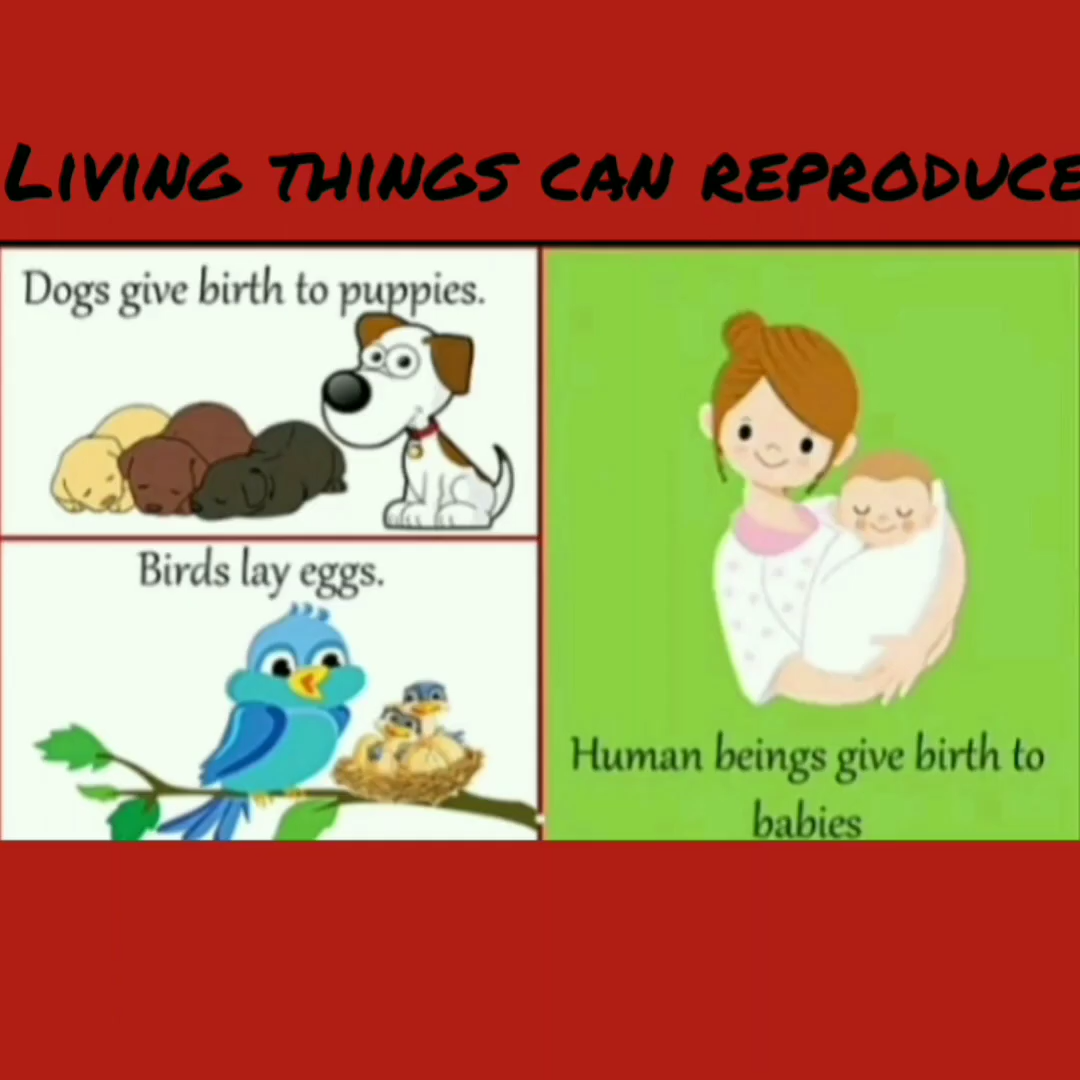 Living things can reproduce
Dogs give birth to puppies.
Birds lay eggs.
Human beings give birth to
babies